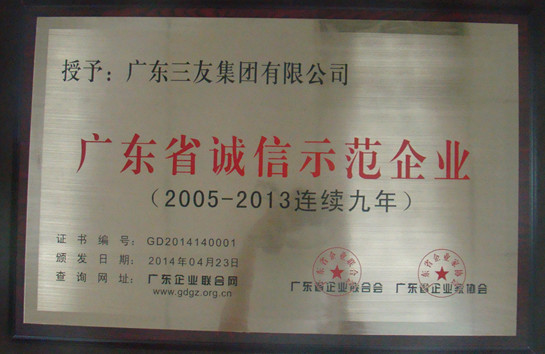 授予：广东三友集团有限公司
广东省诚信示范企业
（2005-2013连续九年）
证书编号：GD2014140001
颁发日期：2014年04月23日
查询网址：广东企业联合网
www.gdgz.org.cn
广东省企业联合会
广东省企业家协会